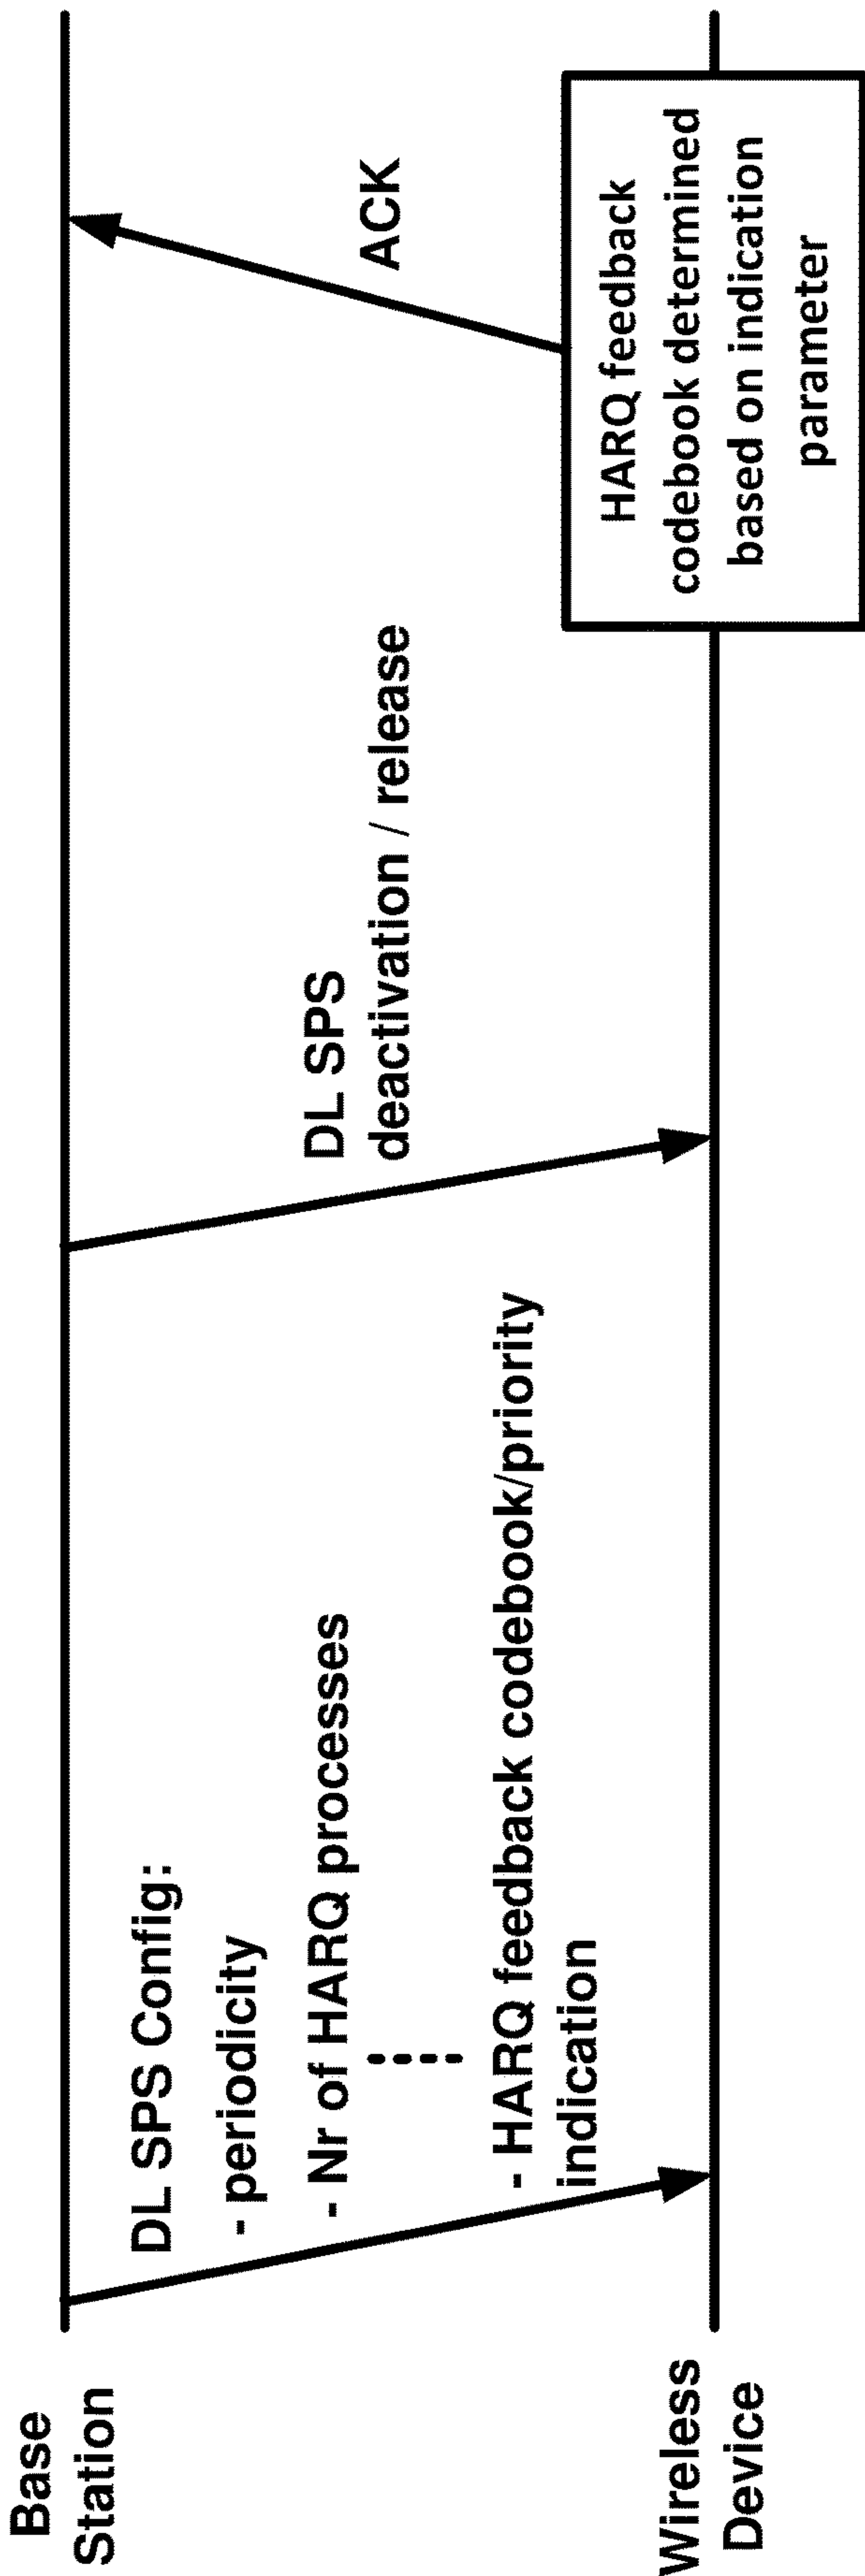 Base
Station
DL SPS Config:
- periodicity
- Nr of HARQ processes
- HARQ feedback codebook/priority
indication
DL SPS
deactivation / release
ACK
HARQ feedback
codebook determined
based on indication
parameter
Wireless
Device